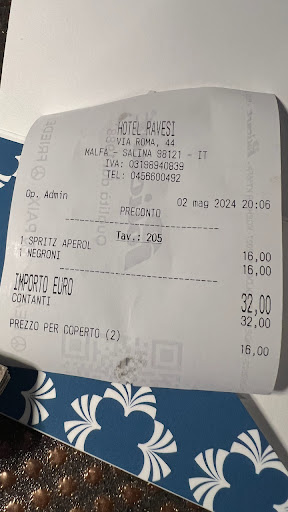 HOTEL RAVESI
VIA ROMA, 44
MALFA - SALINA 98121 - IT
IVA: 03198940839
TEL: 0456600492
Op. Admin 02 mag 2024 20:06
PRECONTO
Tav.: 205
1 SPRITZ APEROL 16,00
1 NEGRONI 16,00
IMPORTO EURO 32,00
CONTANTI 32,00
PREZZO PER COPERTO (2) 16,00